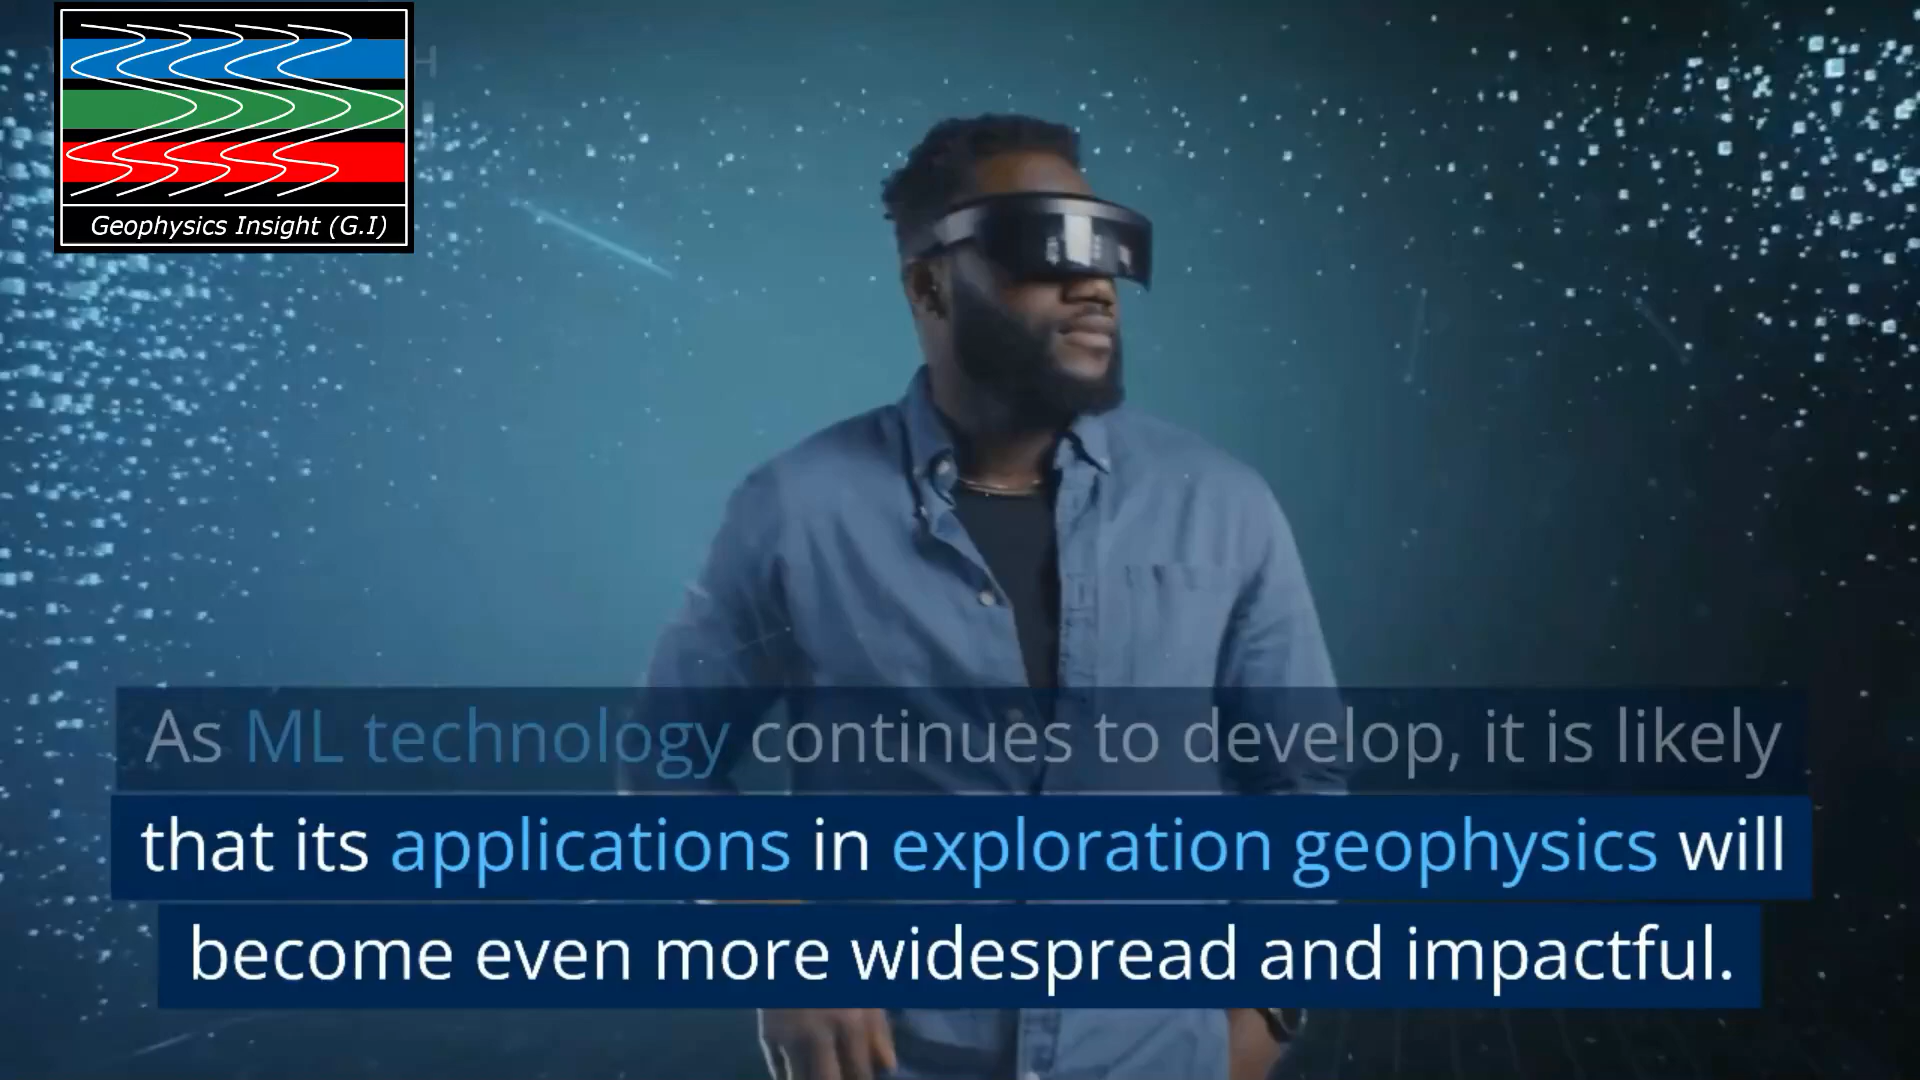 Geophysics Insight (G.I)
As ML technology continues to develop, it is likely
that its applications in exploration geophysics will
become even more widespread and impactful.